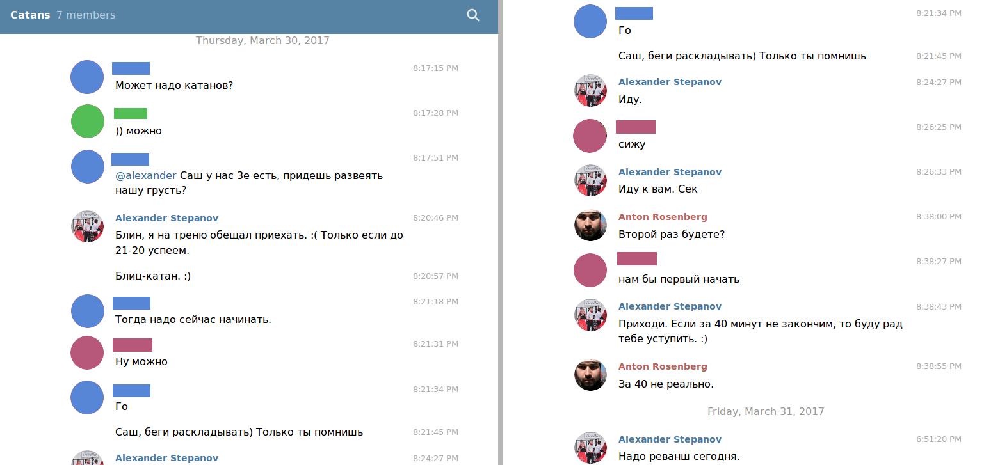 Catans 7 members
Thursday, March 30, 2017
8:17:15 PM
Может надо катанов?
8:17:28 PM
)) можно
8:17:51 PM
@alexander Саш у нас 3е есть, придешь развеять
нашу грусть?
Alexander Stepanov 8:20:46 PM
Блин, я на треню обещал приехать. :( Только если до
21-20 успеем.
Блиц-катан. :) 8:20:57 PM
8:21:18 PM
Тогда надо сейчас начинать.
8:21:31 PM
Ну можно
8:21:34 PM
Го
Саш, беги раскладывать) Только ты помнишь 8:21:45 PM
Alexander Stepanov 8:24:27 PM
8:21:34 PM
Го
Саш, беги раскладывать) Только ты помнишь 8:21:45 PM
Alexander Stepanov 8:24:27 PM
Иду.
8:26:25 PM
сижу
Alexander Stepanov 8:26:33 PM
Иду к вам. Сек
Anton Rosenberg 8:38:00 PM
Второй раз будете?
8:38:27 PM
нам бы первый начать
Alexander Stepanov 8:38:43 PM
Приходи. Если за 40 минут не закончим, то буду рад
тебе уступить. :)
Anton Rosenberg 8:38:55 PM
За 40 не реально.
Friday, March 31, 2017
Alexander Stepanov 6:51:20 PM
Надо реванш сегодня.